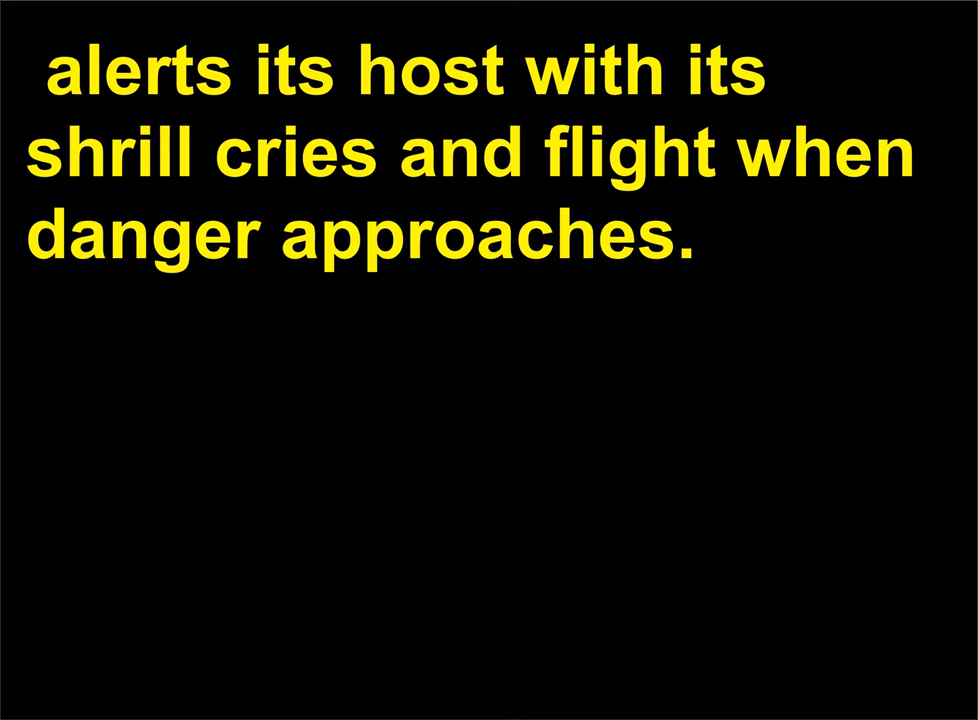 alerts its host with its
shrill cries and flight when
danger approaches.